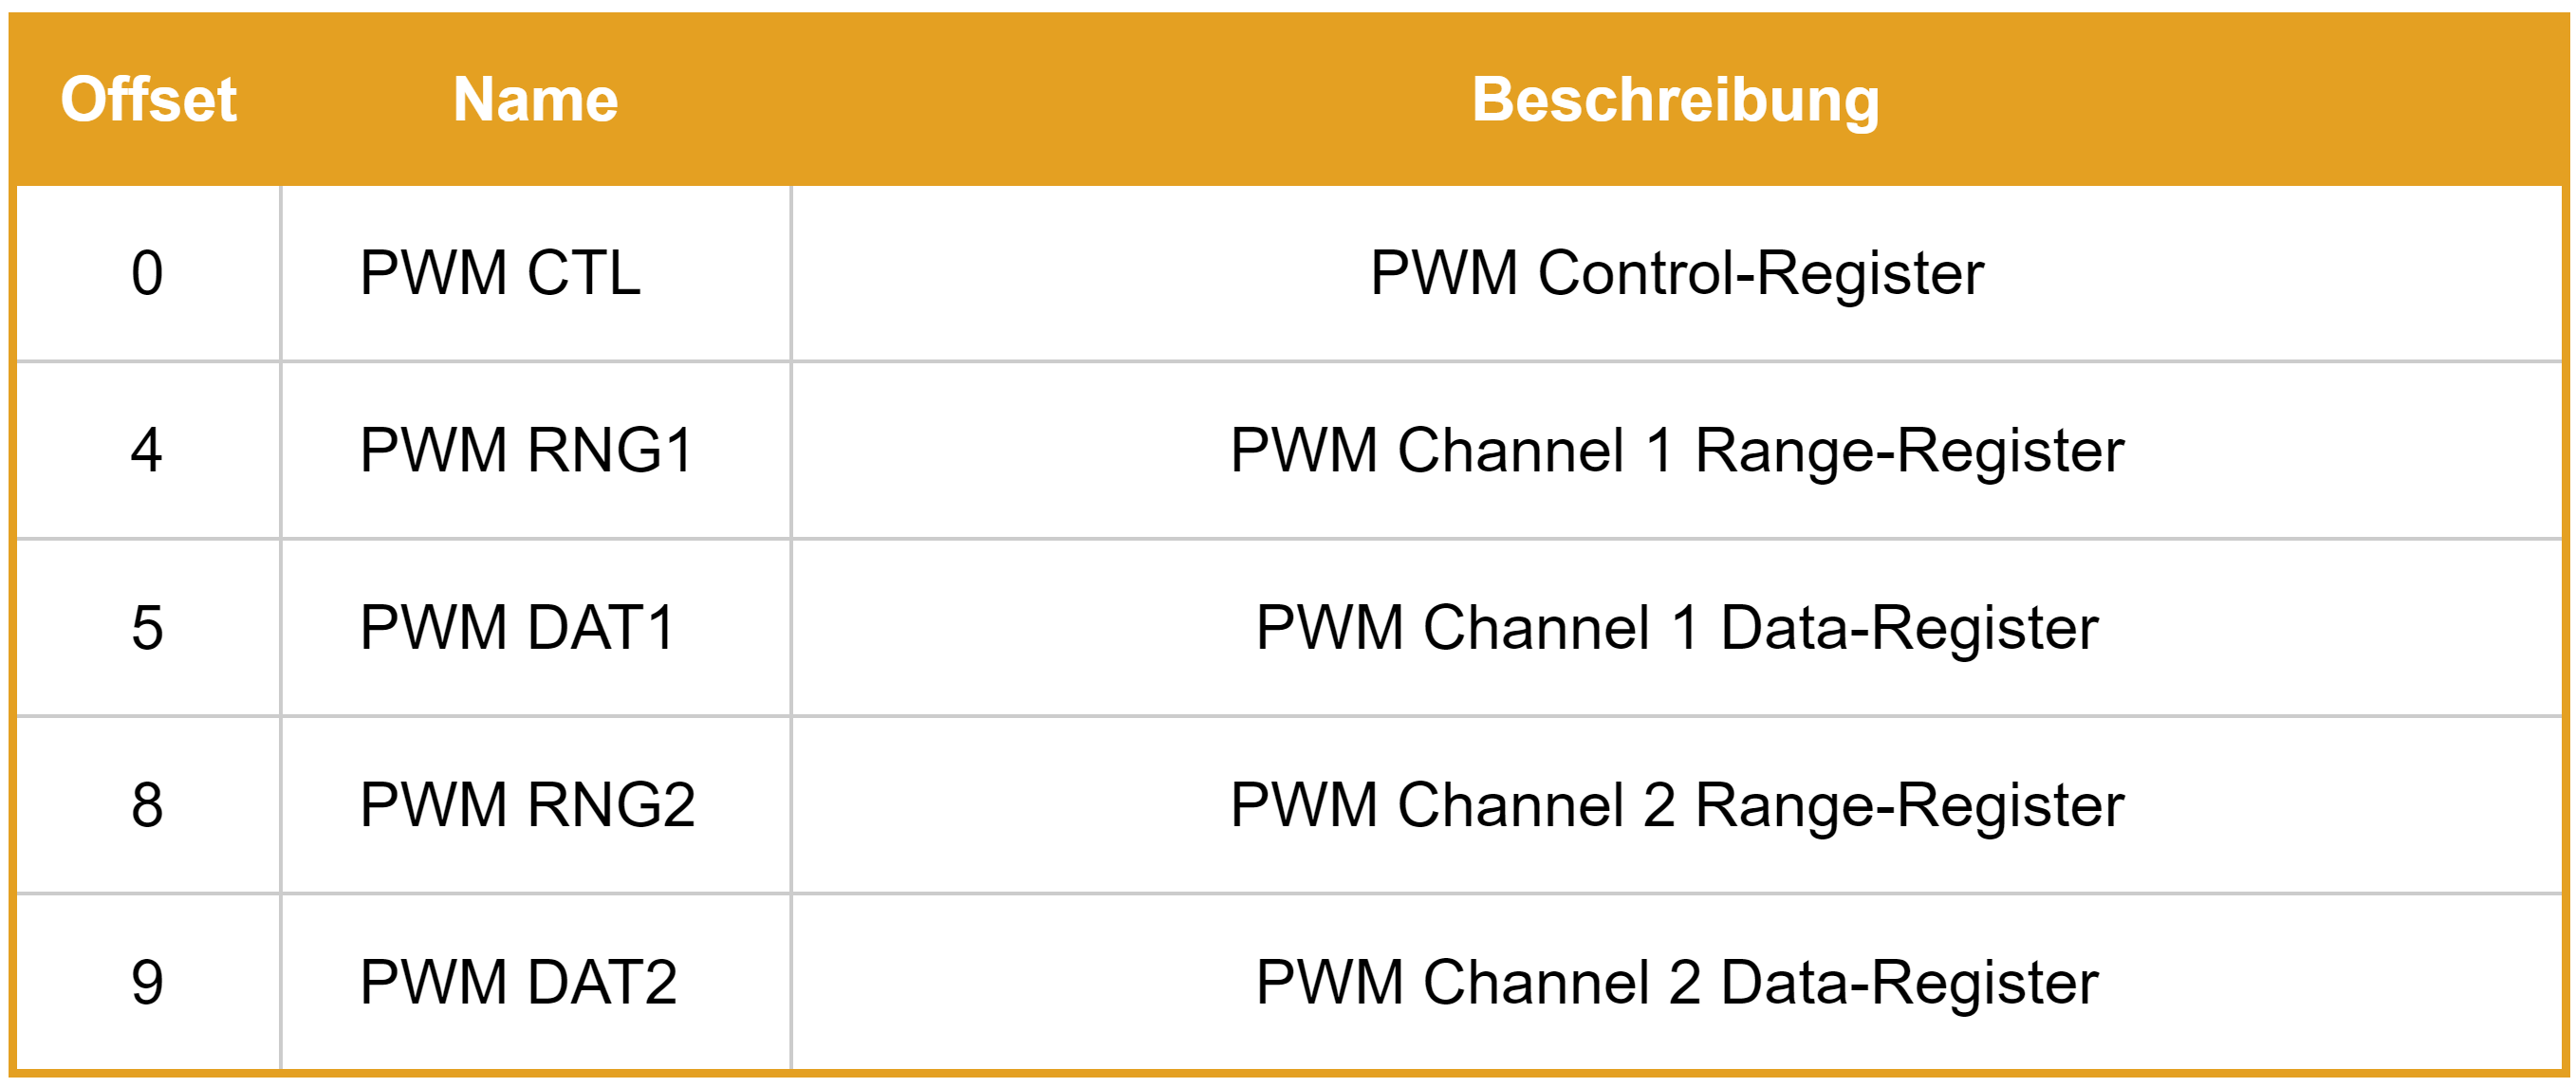 Offset Name Beschreibung
0 PWM CTL PWM Control-Register
4 PWM RNG1 PWM Channel 1 Range-Register
5 PWM DAT1 PWM Channel 1 Data-Register
8 PWM RNG2 PWM Channel 2 Range-Register
9 PWM DAT2 PWM Channel 2 Data-Register